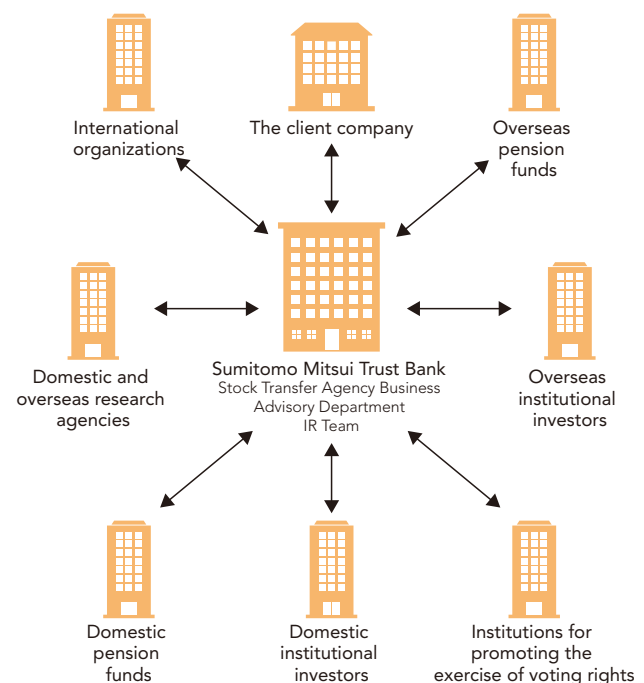 International
organizations
The client company
Overseas
pension
funds
Domestic and
overseas research
agencies
Sumitomo Mitsui Trust Bank
Stock Transfer Agency Business
Advisory Department
IR Team
Overseas
institutional
investors
Domestic
pension
funds
Domestic
institutional
investors
Institutions for
promoting the
exercise of voting rights